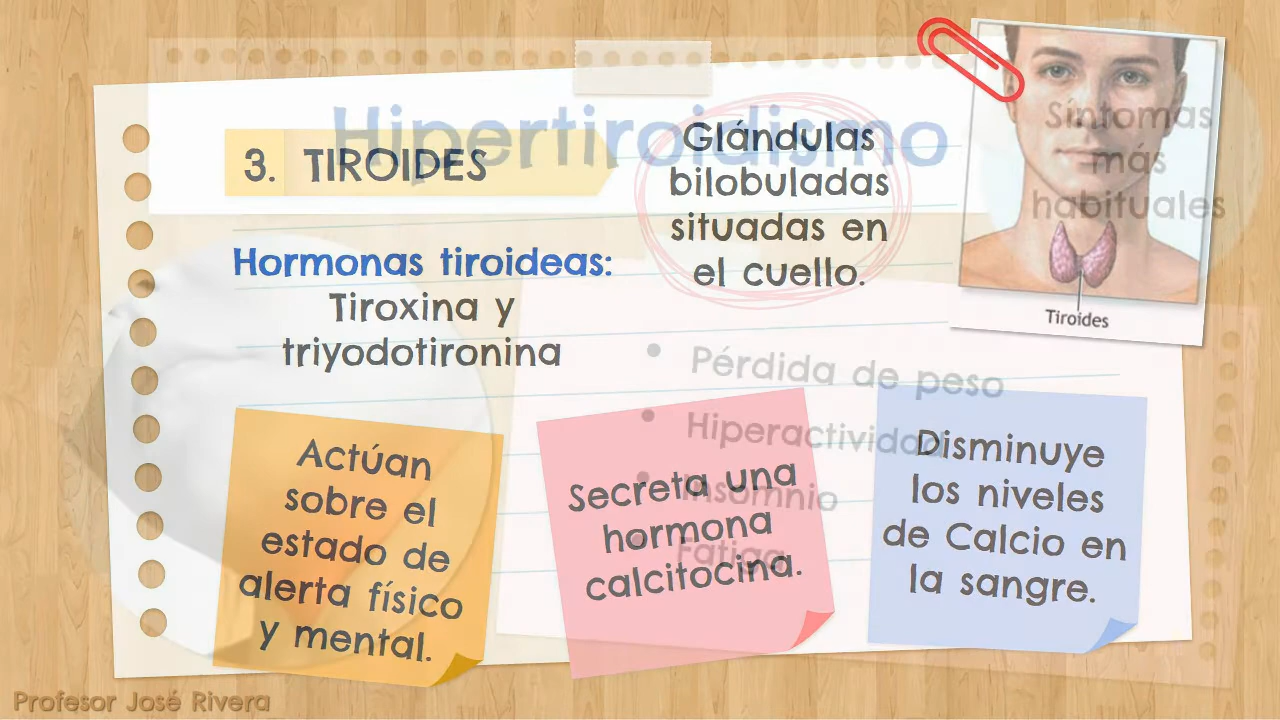 Hipertiroidismo
3. TIROIDES
Glándulas
bilobuladas
situadas en
el cuello.
Síntomas
más
habituales
Hormonas tiroideas:
Tiroxina y
triyodotironina
Tiroides
Pérdida de peso
Hiperactividad
Insomnio
Fatiga
Actúan
sobre el
estado de
alerta físico
y mental.
Secreta una
hormona
calcitocina.
Disminuye
los niveles
de Calcio en
la sangre.
Profesor José Rivera